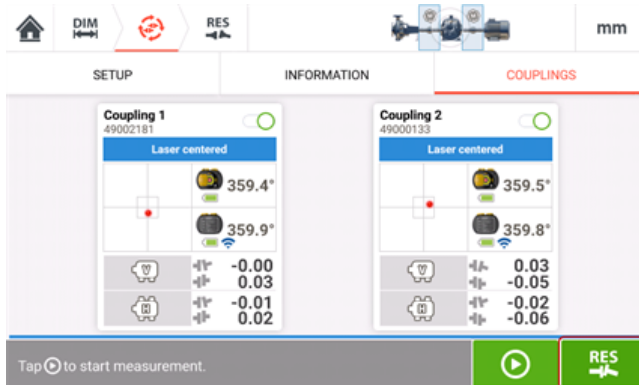 DIM
RES
mm
SETUP
INFORMATION
COUPLINGS
Coupling 1
49002181
Laser centered
359.4°
359.9°
V
-0.00
0.03
H
-0.01
0.02
Coupling 2
49000133
Laser centered
359.5°
359.8°
V
0.03
-0.05
H
-0.02
-0.06
Tap to start measurement.
RES